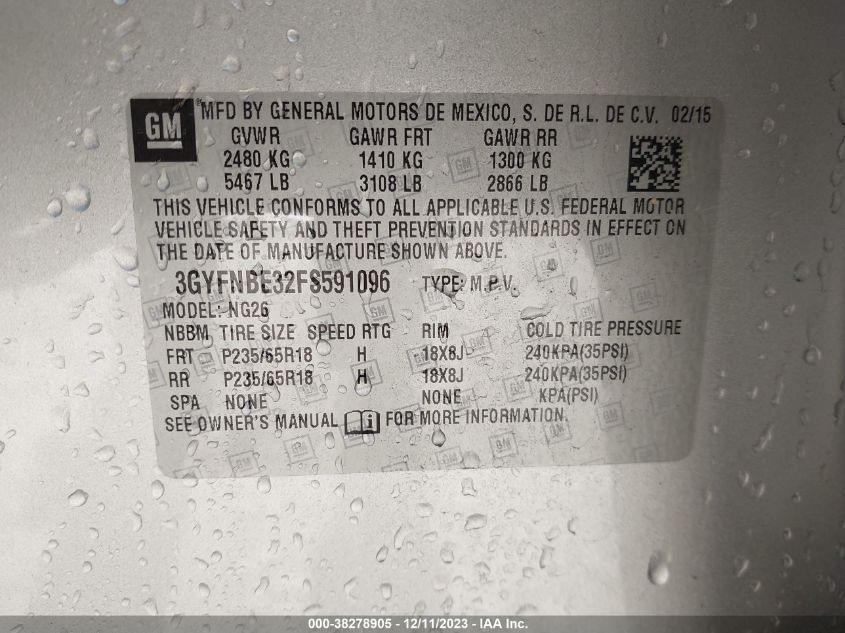 GM
® MFD BY GENERAL MOTORS DE MEXICO, S. DE R.L. DE C.V. 02/15
GVWR GAWR FRT GAWR RR
2480 KG 1410 KG 1300 KG
5467 LB 3108 LB 2866 LB
THIS VEHICLE CONFORMS TO ALL APPLICABLE U.S. FEDERAL MOTOR
VEHICLE SAFETY AND THEFT PREVENTION STANDARDS IN EFFECT ON
THE DATE OF MANUFACTURE SHOWN ABOVE.
3GYFNBE32FS591096 TYPE: M.P.V.
MODEL: NG26
NBBM TIRE SIZE SPEED RTG RIM COLD TIRE PRESSURE
FRT P235/65R18 H 18X8J 240KPA(35PSI)
RR P235/65R18 H 18X8J 240KPA(35PSI)
SPA NONE NONE KPA(PSI)
SEE OWNER'S MANUAL i FOR MORE INFORMATION.
000-38278905 - 12/11/2023 - IAA Inc.